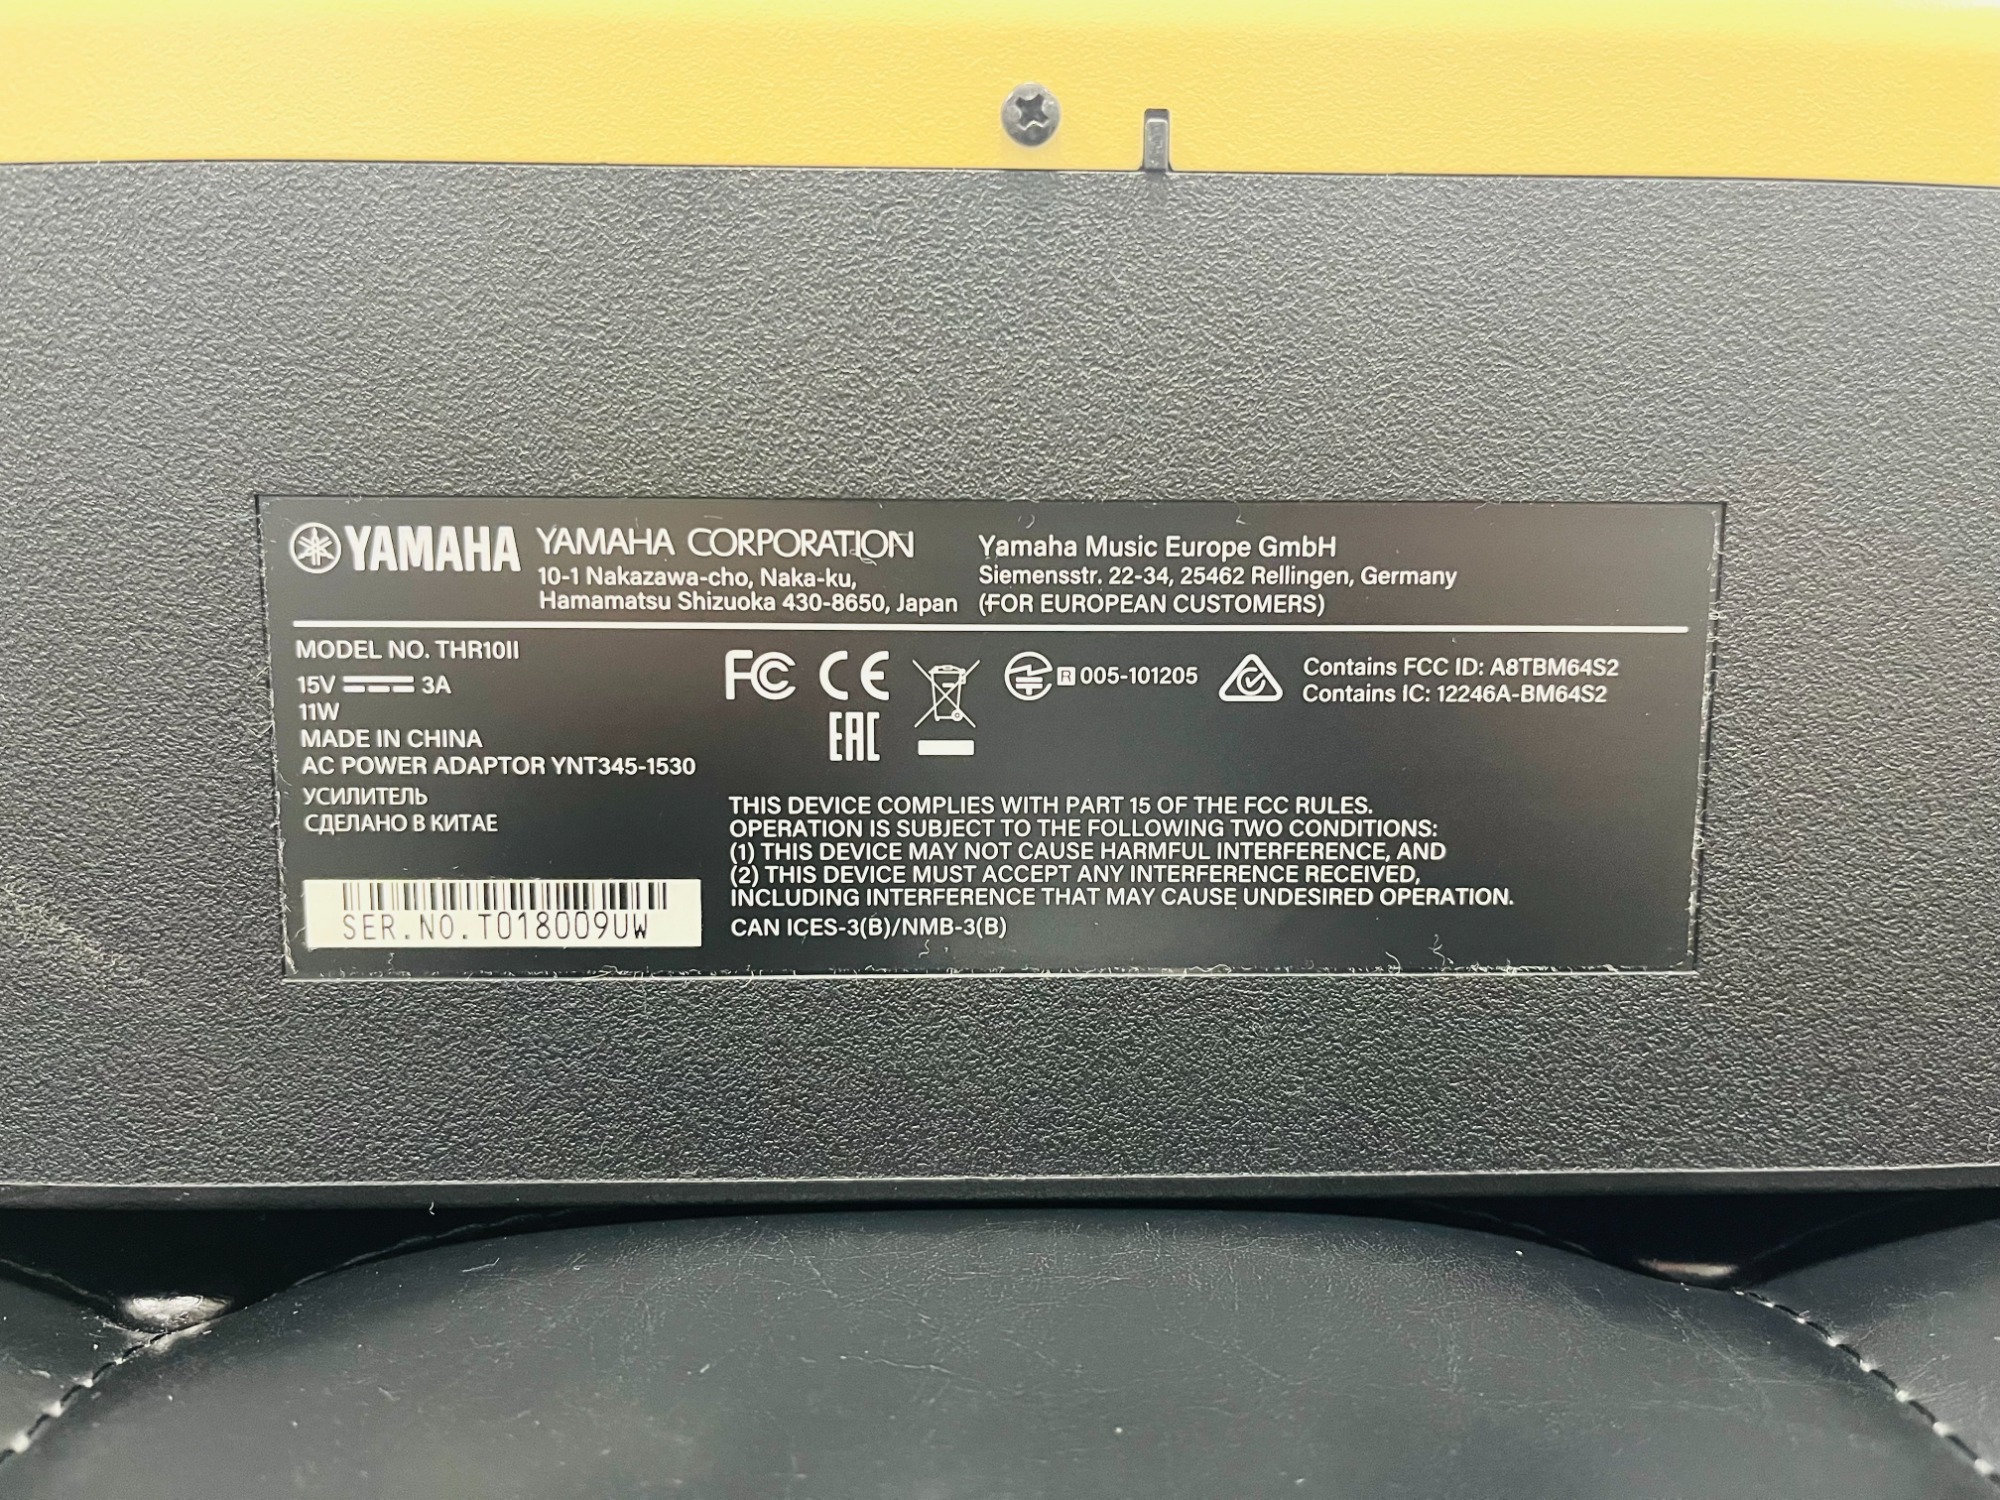 YAMAHA YAMAHA CORPORATION
10-1 Nakazawa-cho, Naka-ku,
Hamamatsu Shizuoka 430-8650, Japan
Yamaha Music Europe GmbH
Siemensstr. 22-34, 25462 Rellingen, Germany
(FOR EUROPEAN CUSTOMERS)
MODEL NO. THR10II
15V 3A
11W
MADE IN CHINA
AC POWER ADAPTOR YNT345-1530
УСИЛИТЕЛЬ
СДЕЛАНО В КИТАЕ
SER.NO.T018009UW
FC CE
EAC
R 005-101205
Contains FCC ID: A8TBM64S2
Contains IC: 12246A-BM64S2
THIS DEVICE COMPLIES WITH PART 15 OF THE FCC RULES.
OPERATION IS SUBJECT TO THE FOLLOWING TWO CONDITIONS:
(1) THIS DEVICE MAY NOT CAUSE HARMFUL INTERFERENCE, AND
(2) THIS DEVICE MUST ACCEPT ANY INTERFERENCE RECEIVED,
INCLUDING INTERFERENCE THAT MAY CAUSE UNDESIRED OPERATION.
CAN ICES-3(B)/NMB-3(B)